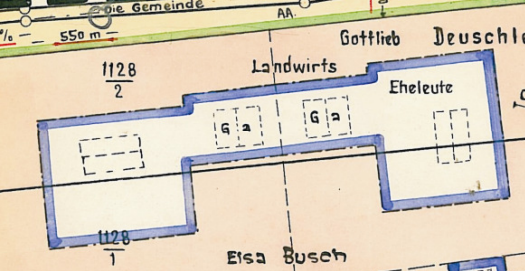 die Gemeinde
AA.
% 550 m
Gottlieb Deuschle
1128
2
Landwirts
Eheleute
G a
G a
1128
1
Elsa Busch